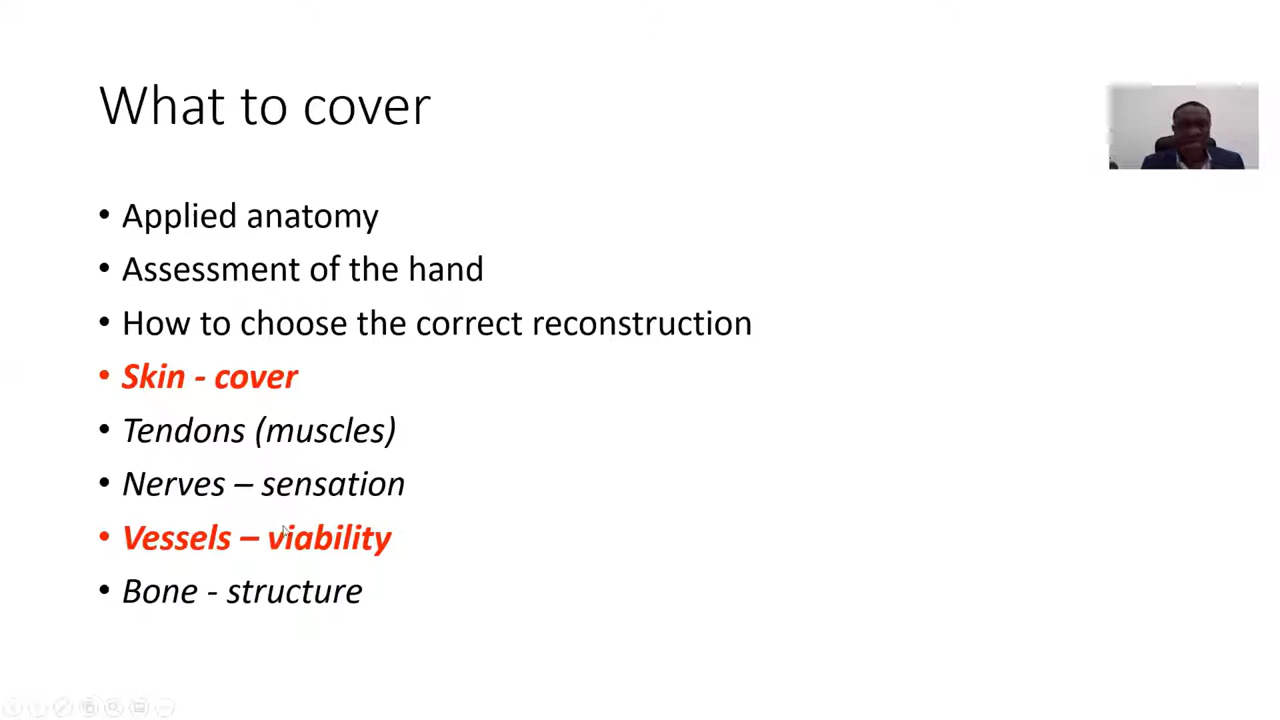 What to cover
• Applied anatomy
• Assessment of the hand
• How to choose the correct reconstruction
• Skin - cover
• Tendons (muscles)
• Nerves – sensation
• Vessels – viability
• Bone - structure